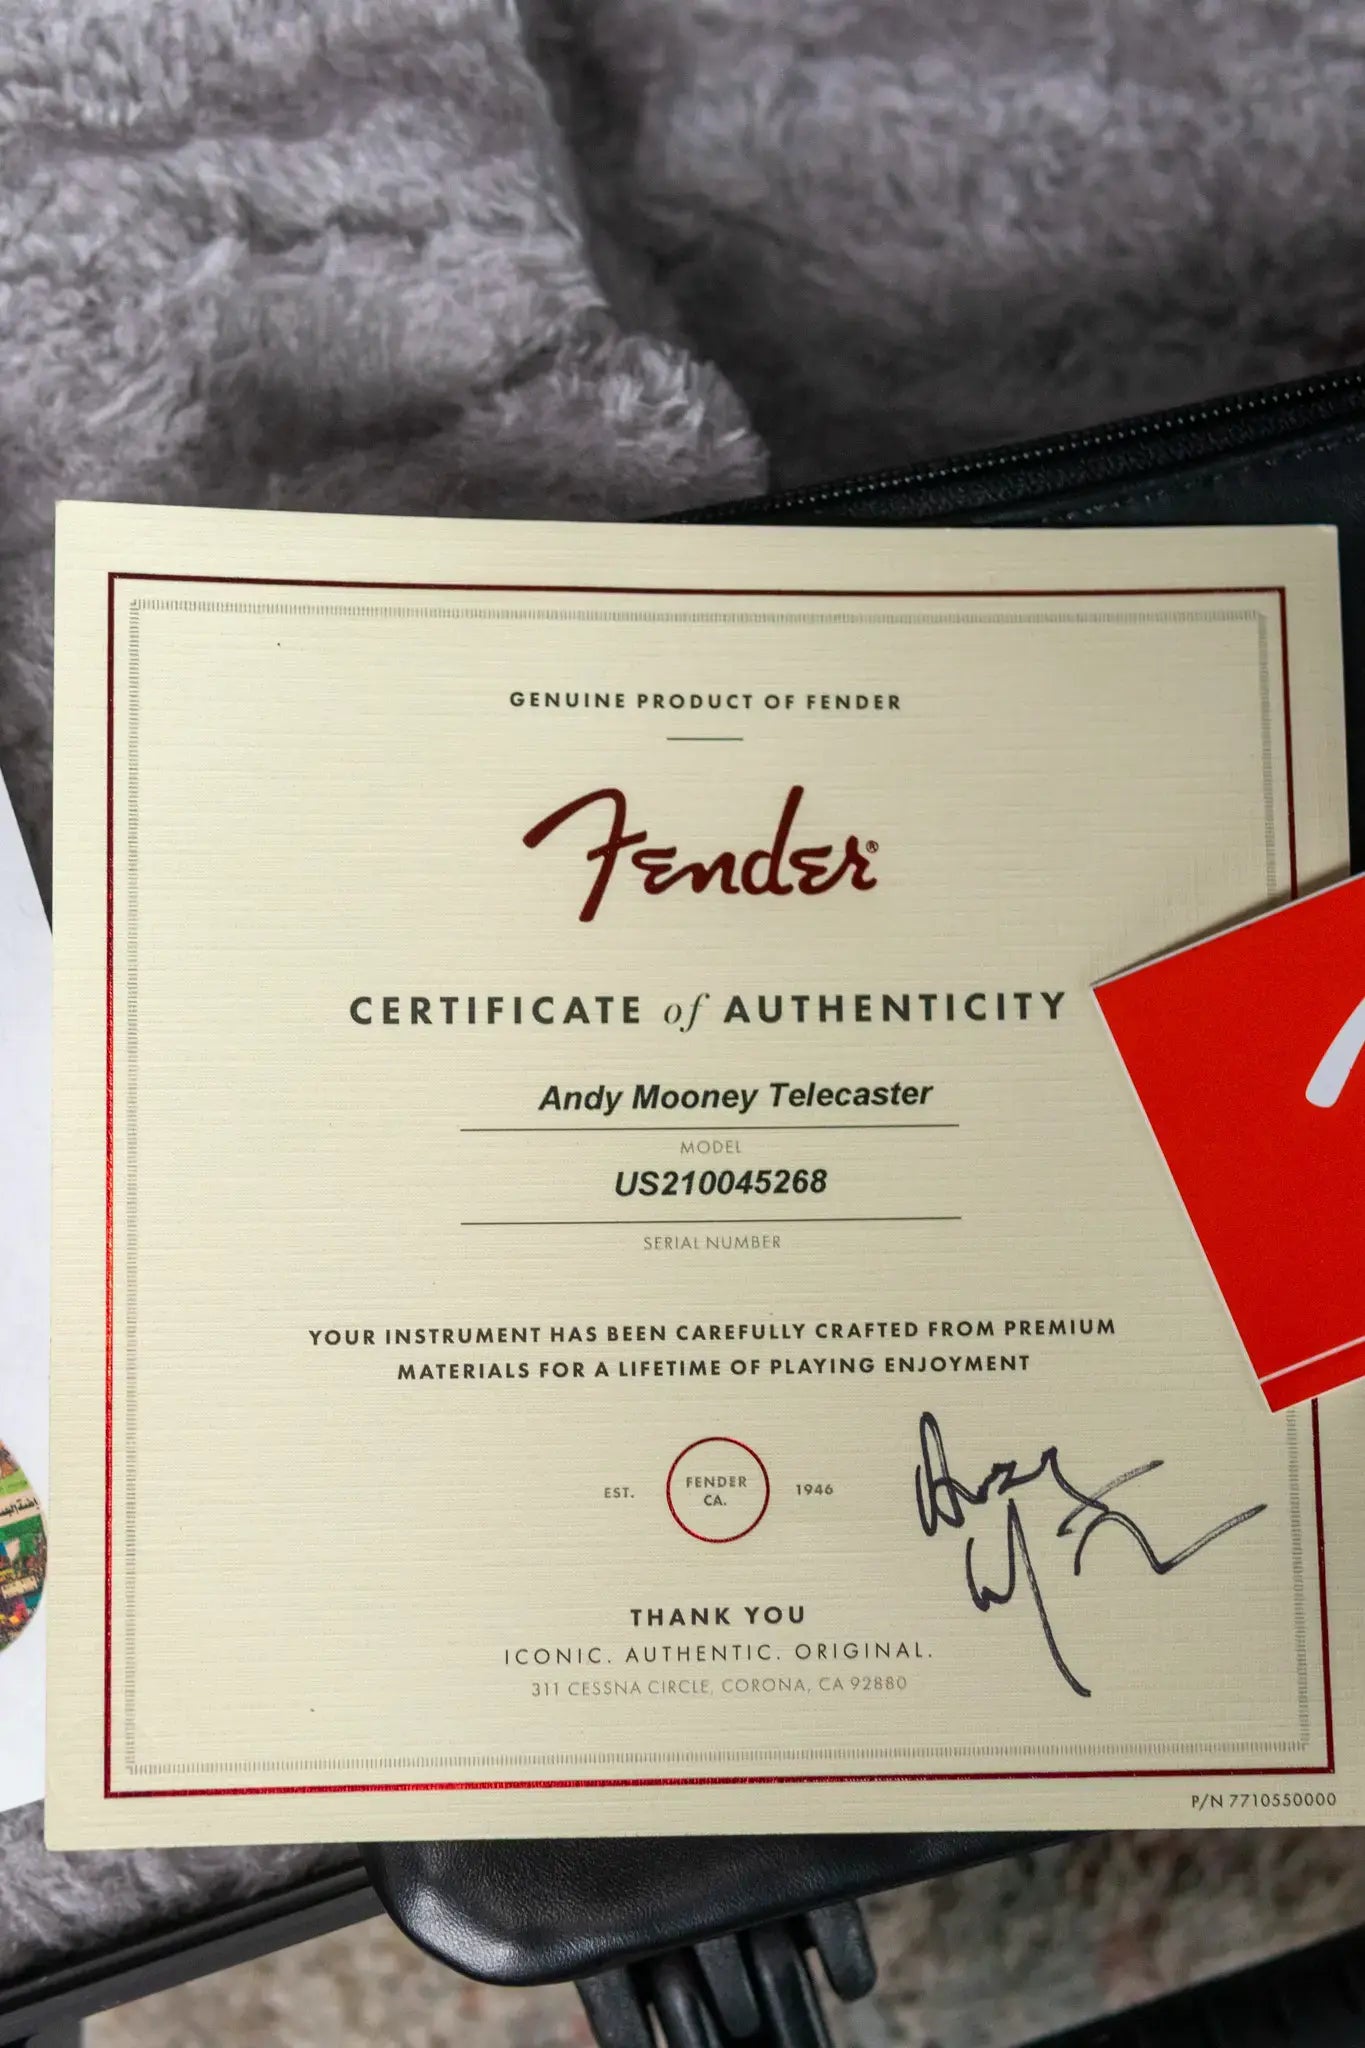 GENUINE PRODUCT OF FENDER
Fender®
CERTIFICATE of AUTHENTICITY
Andy Mooney Telecaster
MODEL
US210045268
SERIAL NUMBER
YOUR INSTRUMENT HAS BEEN CAREFULLY CRAFTED FROM PREMIUM
MATERIALS FOR A LIFETIME OF PLAYING ENJOYMENT
EST. FENDER CA. 1946
THANK YOU
ICONIC. AUTHENTIC. ORIGINAL.
311 CESSNA CIRCLE, CORONA, CA 92880
P/N 7710550000